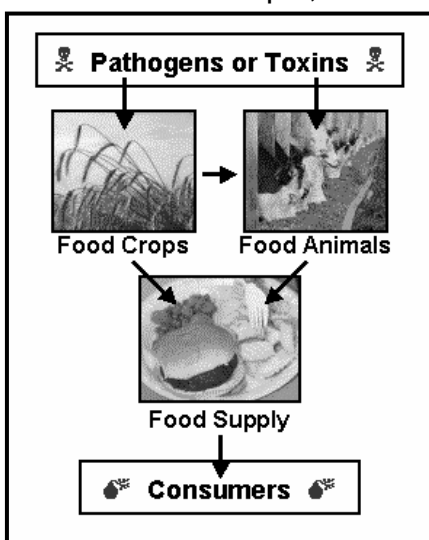 Pathogens or Toxins
Food Crops
Food Animals
Food Supply
Consumers